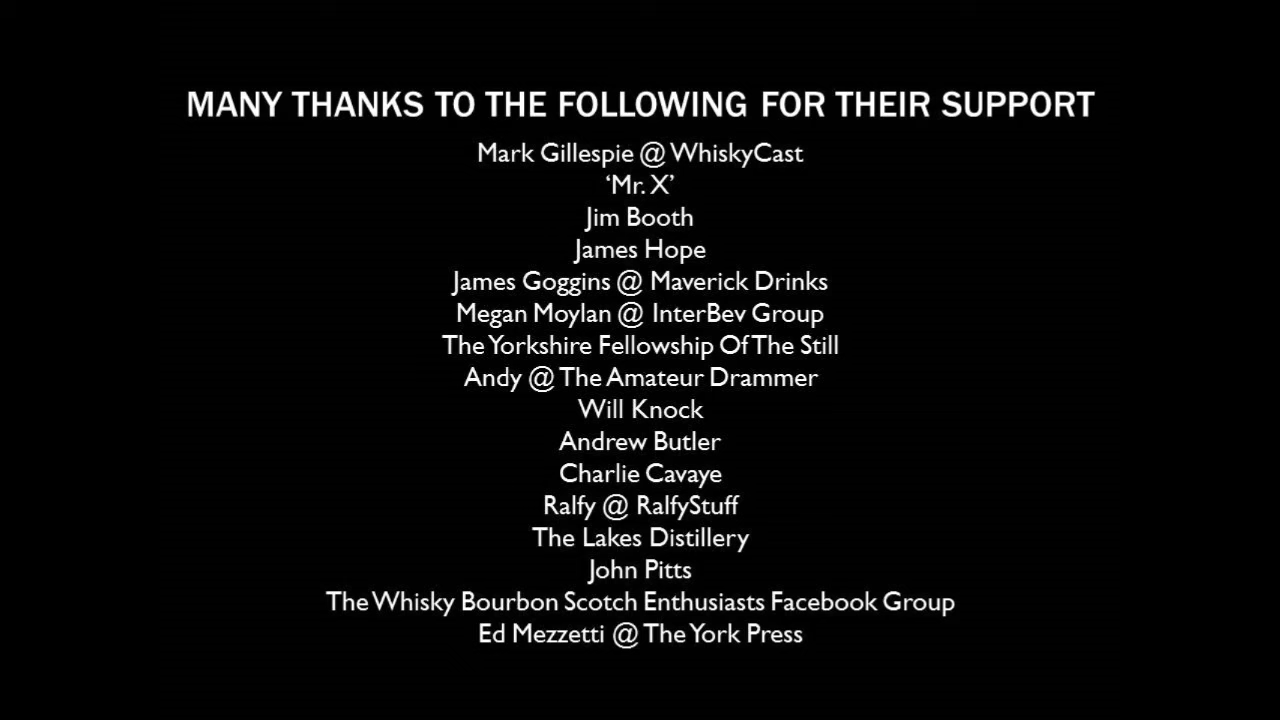 MANY THANKS TO THE FOLLOWING FOR THEIR SUPPORT
Mark Gillespie @ WhiskyCast
‘Mr. X’
Jim Booth
James Hope
James Goggins @ Maverick Drinks
Megan Moylan @ InterBev Group
The Yorkshire Fellowship Of The Still
Andy @ The Amateur Drammer
Will Knock
Andrew Butler
Charlie Cavaye
Ralfy @ RalfyStuff
The Lakes Distillery
John Pitts
The Whisky Bourbon Scotch Enthusiasts Facebook Group
Ed Mezzetti @ The York Press